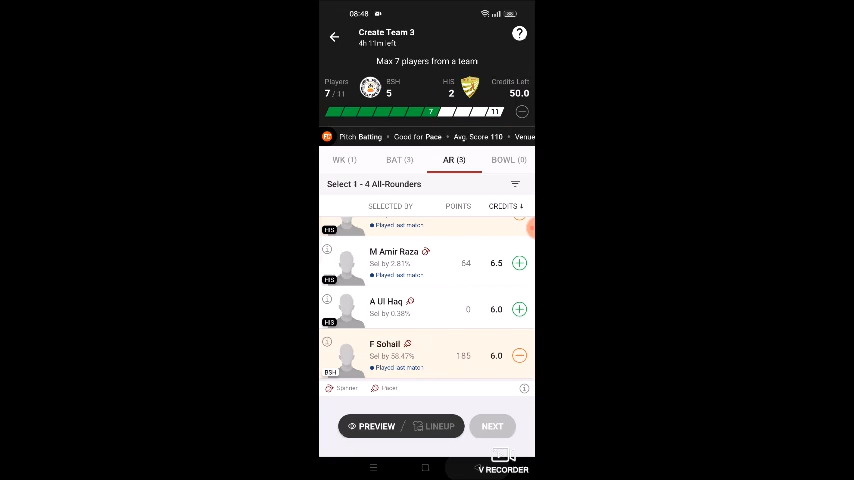 08:48
Create Team 3
4h 11m left
?
Max 7 players from a team
Players BSH HIS Credits Left
7 / 11 5 2 50.0
7 11
Pitch Batting • Good for Pace • Avg. Score 110 • Venue
WK (1) BAT (3) AR (3) BOWL (0)
Select 1 - 4 All-Rounders
SELECTED BY POINTS CREDITS
Played last match
HIS
M Amir Raza
Sel by 2.81% 64 6.5
Played last match
HIS
A Ul Haq
Sel by 0.38% 0 6.0
HIS
F Sohail
Sel by 58.47% 185 6.0
Played last match
BSH
Spinner Pacer
PREVIEW / LINEUP NEXT
V RECORDER